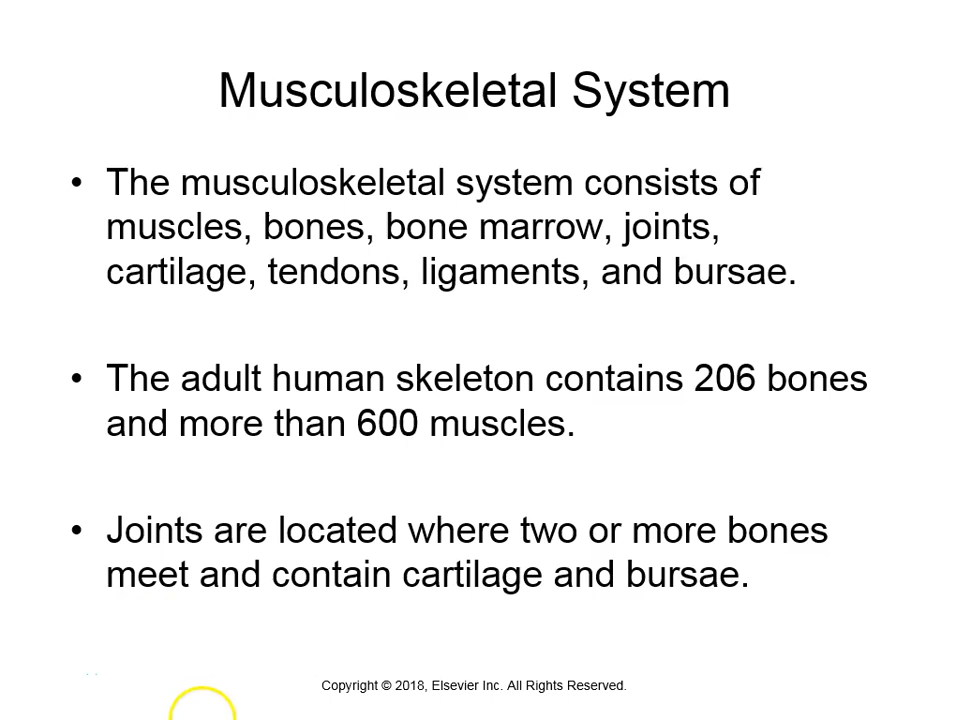 Musculoskeletal System
• The musculoskeletal system consists of
muscles, bones, bone marrow, joints,
cartilage, tendons, ligaments, and bursae.
• The adult human skeleton contains 206 bones
and more than 600 muscles.
• Joints are located where two or more bones
meet and contain cartilage and bursae.
Copyright © 2018, Elsevier Inc. All Rights Reserved.